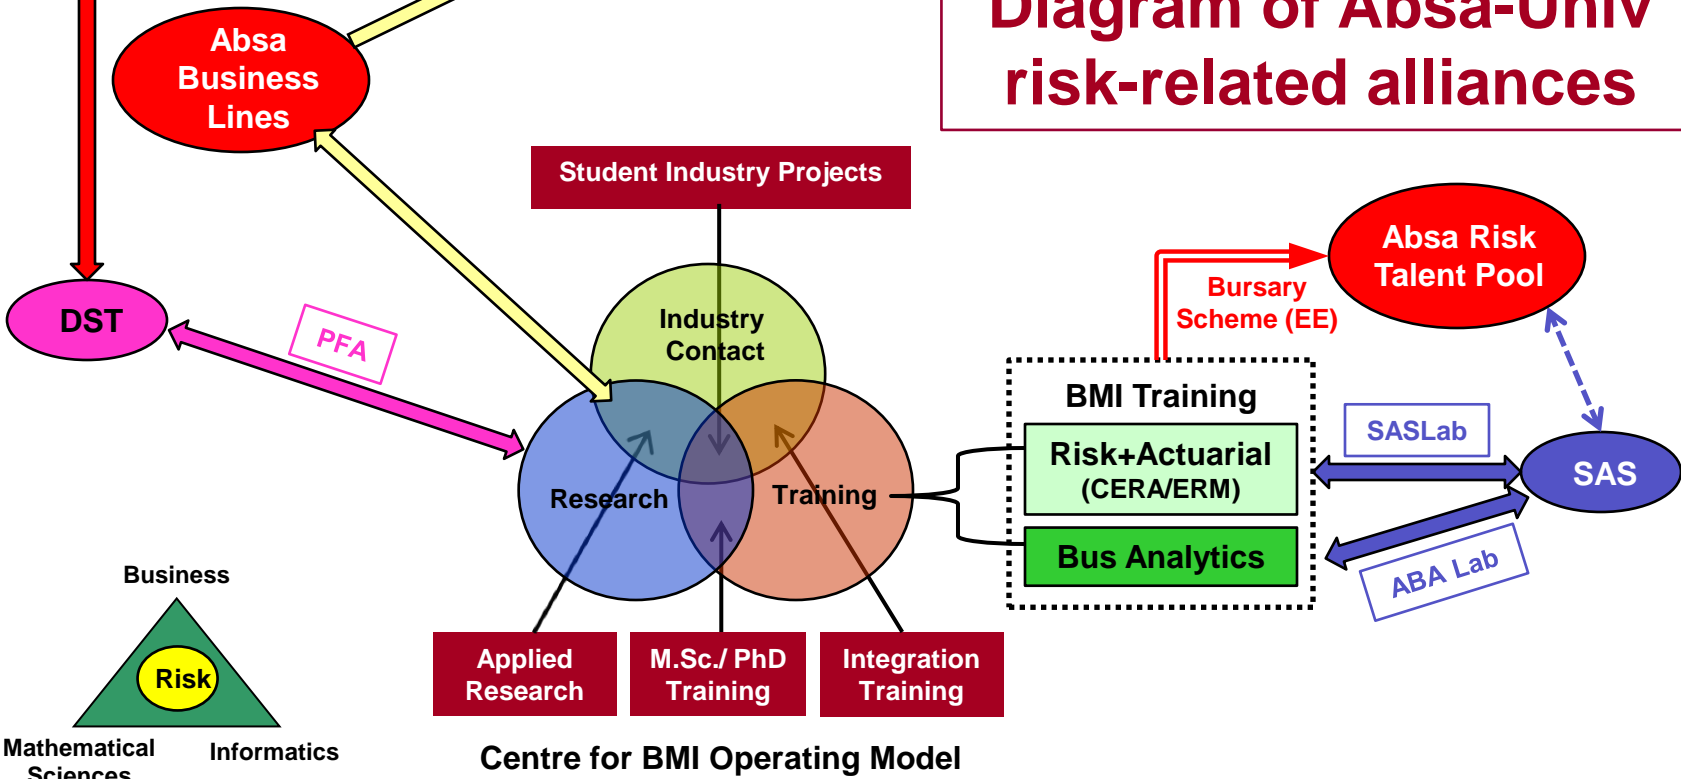 Diagram of Absa-Univ
risk-related alliances
Absa
Business
Lines
Student Industry Projects
Absa Risk
Talent Pool
Bursary
Scheme (EE)
DST
PFA
Industry
Contact
BMI Training
Risk+Actuarial
(CERA/ERM)
Bus Analytics
SASLab
SAS
ABA Lab
Research
Training
Business
Risk
Mathematical
Sciences
Informatics
Applied
Research
M.Sc./ PhD
Training
Integration
Training
Centre for BMI Operating Model